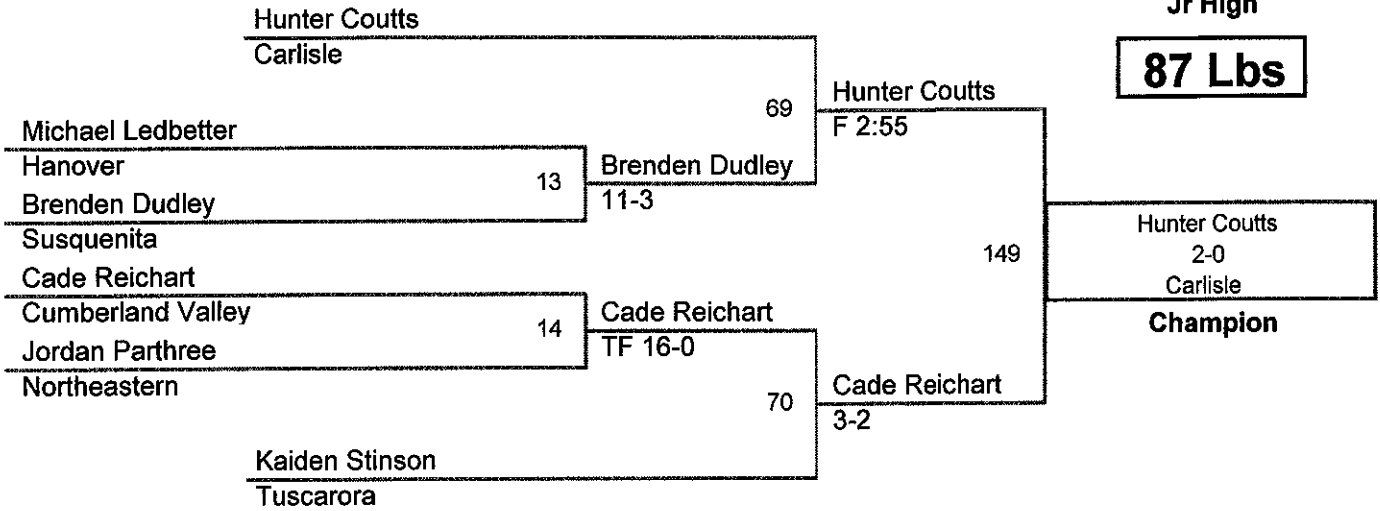 Jr High
87 Lbs
Hunter Coutts
Carlisle
69
Hunter Coutts
F 2:55
Michael Ledbetter
Hanover
13
Brenden Dudley
11-3
Brenden Dudley
Susquenita
149
Hunter Coutts
2-0
Carlisle
Champion
Cade Reichart
Cumberland Valley
14
Cade Reichart
TF 16-0
Jordan Parthree
Northeastern
70
Cade Reichart
3-2
Kaiden Stinson
Tuscarora